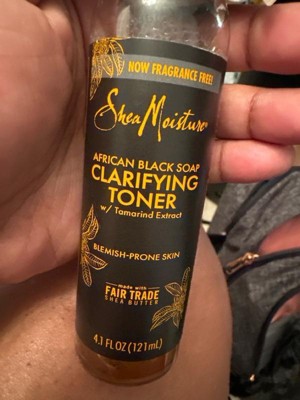 NOW FRAGRANCE FREE!
SheaMoisture
AFRICAN BLACK SOAP
CLARIFYING
TONER
w/ Tamarind Extract
BLEMISH-PRONE SKIN
made with
FAIR TRADE
SHEA BUTTER
4.1 FL OZ (121 mL)